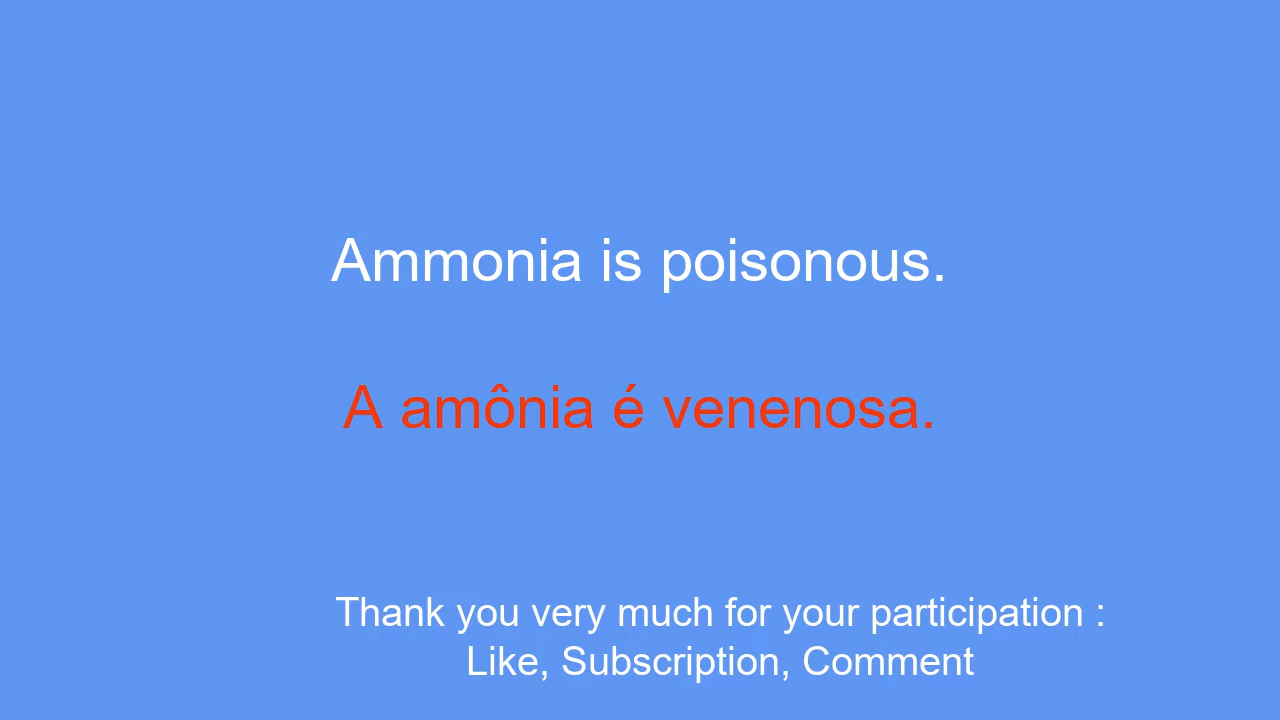 Ammonia is poisonous.
A amônia é venenosa.
Thank you very much for your participation :
Like, Subscription, Comment